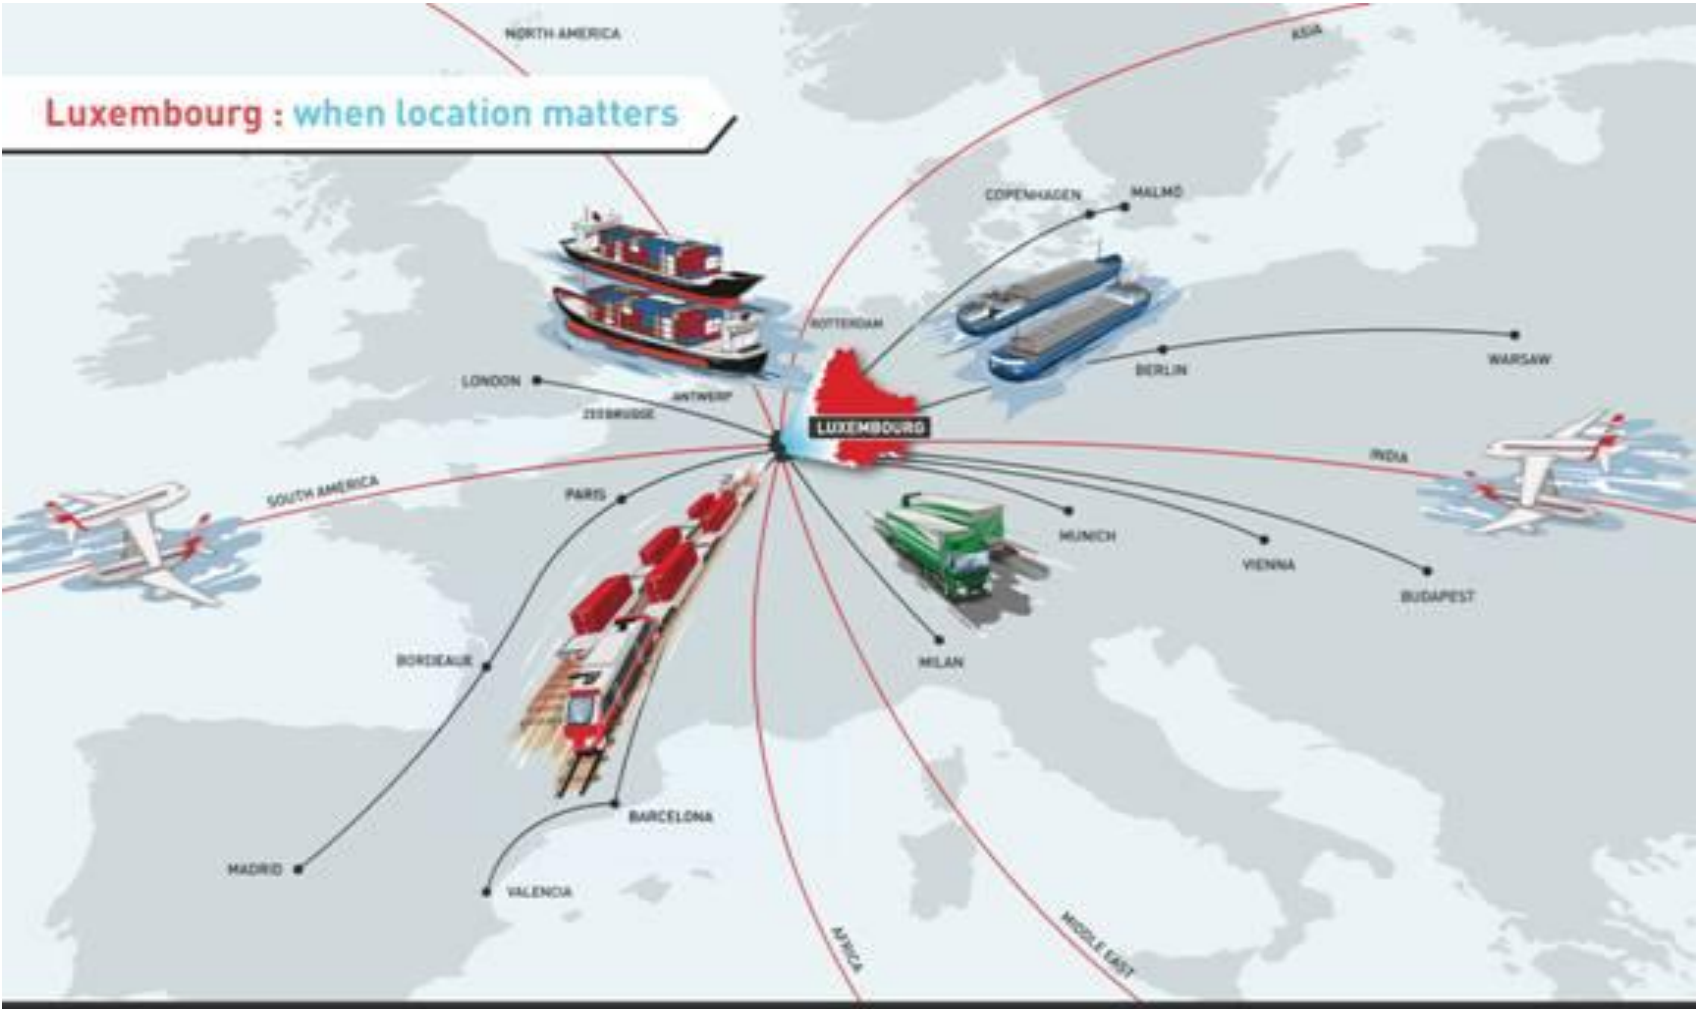 NORTH AMERICA
ASIA
Luxembourg : when location matters
COPENHAGEN
MALMÖ
ROTTERDAM
BERLIN
WARSAW
LONDON
ANTWERP
ZEEBRUGGE
LUXEMBOURG
INDIA
SOUTH AMERICA
PARIS
MUNICH
VIENNA
BUDAPEST
BORDEAUX
MILAN
BARCELONA
MADRID
VALENCIA
AFRICA
MIDDLE EAST